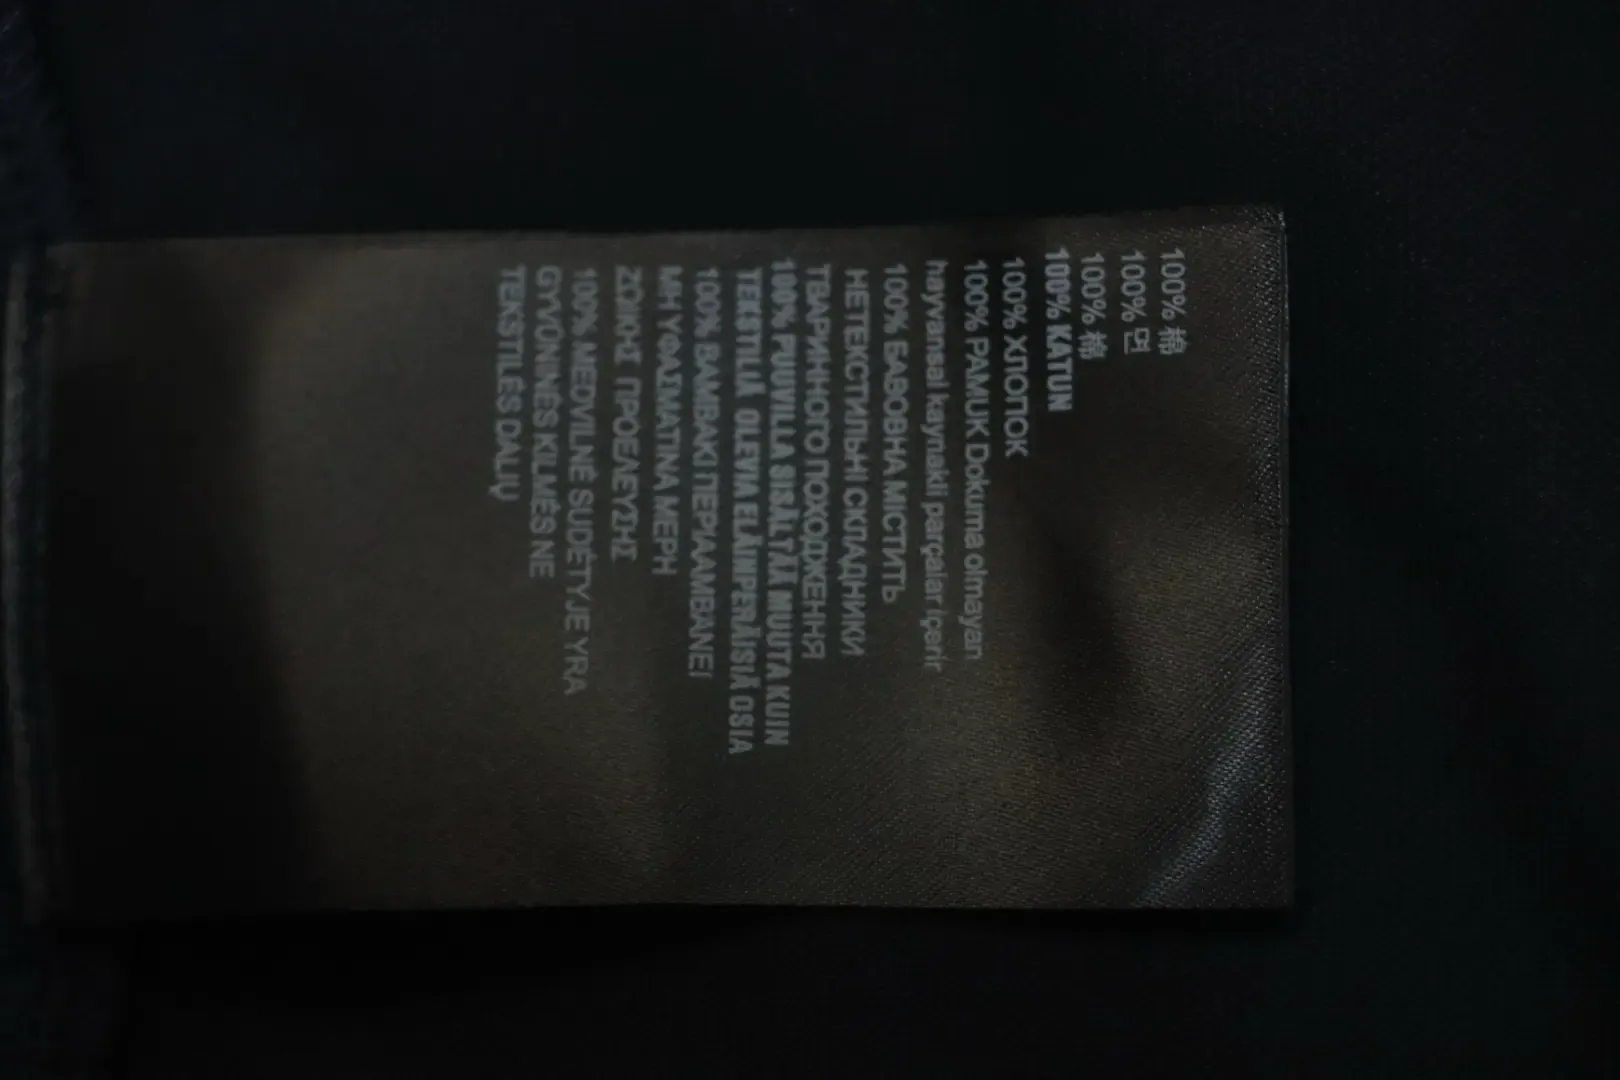 100% 棉
100% 면
100% 棉
100% KATUN
100% ХЛОПОК
100% PAMUK Dokuma olmayan
hayvansal kaynaklı parçalar içerir
100% БАВОВНА МІСТИТЬ
НЕТЕКСТИЛЬНІ СКЛАДНИКИ
ТВАРИННОГО ПОХОДЖЕННЯ
100% PUUVILLA SISÄLTÄÄ MUUTA KUIN
TEKSTIILIÄ OLEVIA ELÄINPERÄISIÄ OSIA
100% ΒΑΜΒΑΚΙ ΠΕΡΙΛΑΜΒΑΝΕΙ
ΜΗ ΥΦΑΣΜΑΤΙΝΑ ΜΕΡΗ
ΖΩΙΚΗΣ ΠΡΟΕΛΕΥΣΗΣ
100% MEDVILNĖ SUDĖTYJE YRA
GYVŪNINĖS KILMĖS NE
TEKSTILĖS DALIŲ